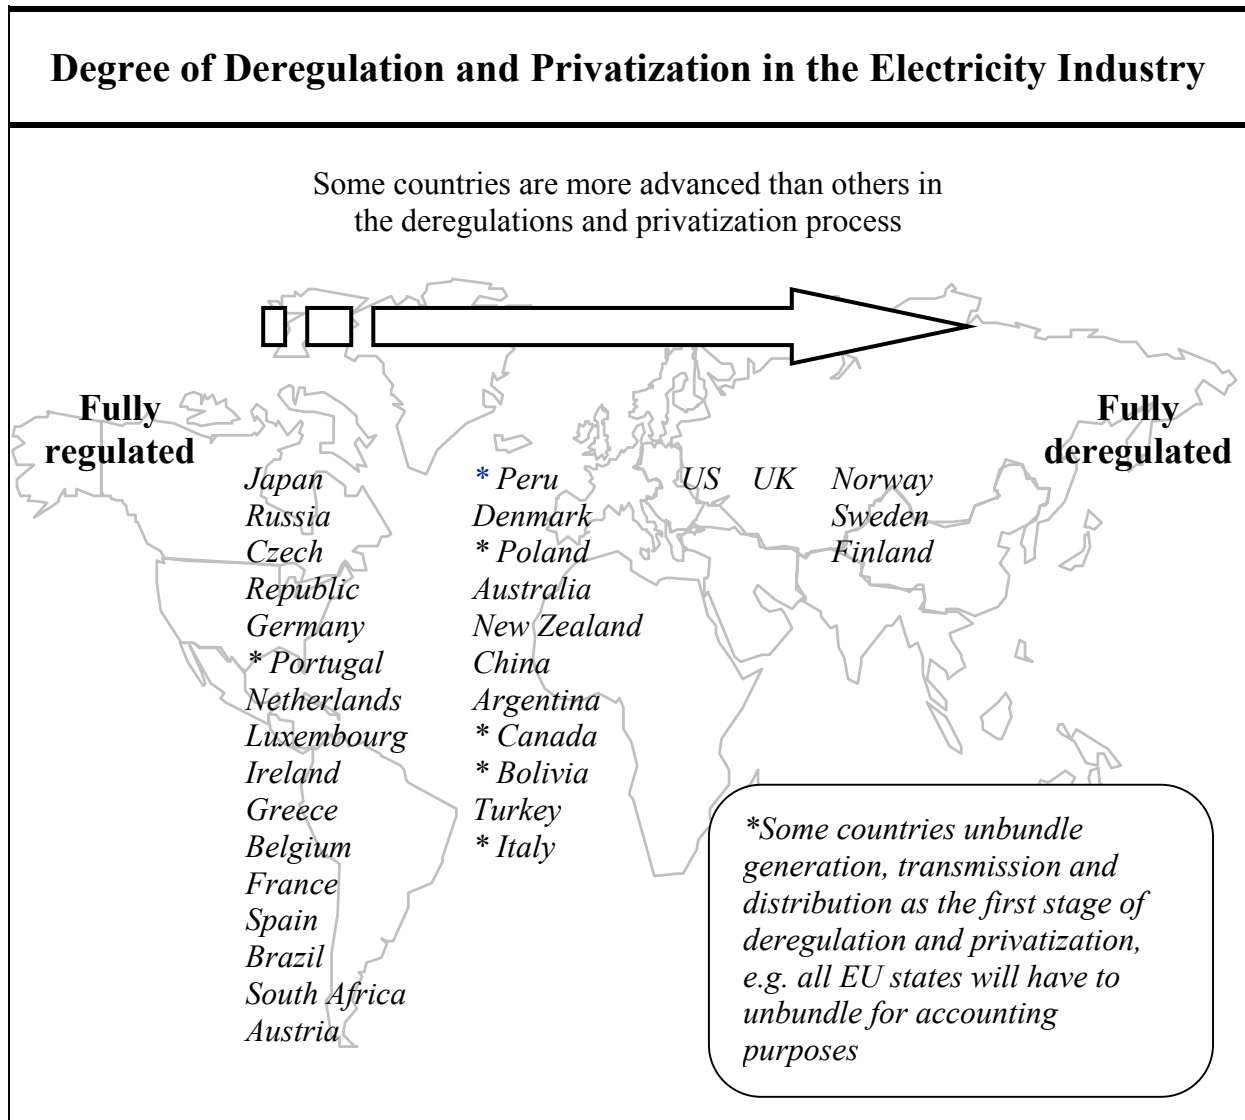 Degree of Deregulation and Privatization in the Electricity Industry
Some countries are more advanced than others in
the deregulations and privatization process
Fully
regulated
Fully
deregulated
Japan
Russia
Czech
Republic
Germany
* Portugal
Netherlands
Luxembourg
Ireland
Greece
Belgium
France
Spain
Brazil
South Africa
Austria
* Peru
Denmark
* Poland
Australia
New Zealand
China
Argentina
* Canada
* Bolivia
Turkey
* Italy
US
UK
Norway
Sweden
Finland
*Some countries unbundle
generation, transmission and
distribution as the first stage of
deregulation and privatization,
e.g. all EU states will have to
unbundle for accounting
purposes